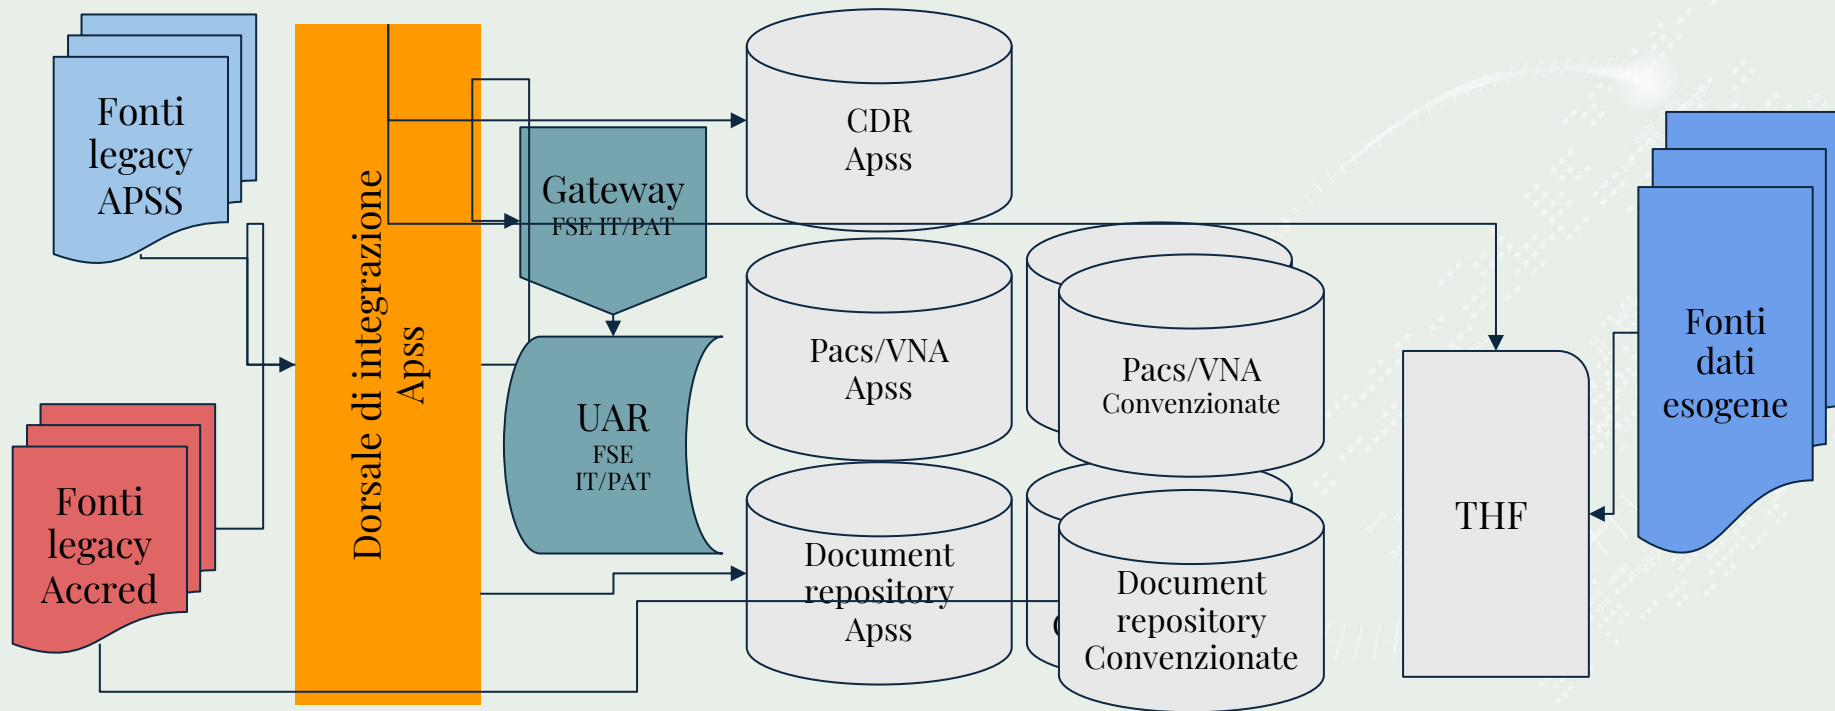 Fonti
legacy
APSS
Fonti
legacy
Accred
Dorsale di integrazione
Apss
Gateway
FSE IT/PAT
UAR
FSE
IT/PAT
CDR
Apss
Pacs/VNA
Apss
Document
repository
Apss
Pacs/VNA
Convenzionate
Document
repository
Convenzionate
THF
Fonti
dati
esogene